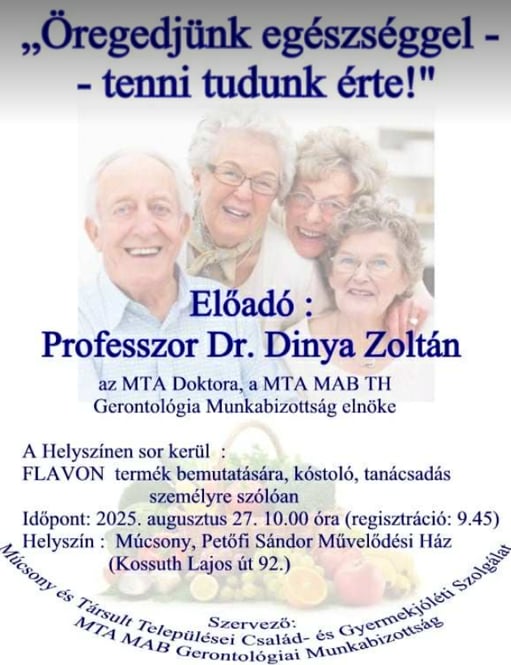 „Öregedjünk egészséggel -
- tenni tudunk érte!"
Előadó :
Professzor Dr. Dinya Zoltán
az MTA Doktora, a MTA MAB TH
Gerontológia Munkabizottság elnöke
A Helyszínen sor kerül :
FLAVON termék bemutatására, kóstoló, tanácsadás
személyre szólóan
Időpont: 2025. augusztus 27. 10.00 óra (regisztráció: 9.45)
Helyszín : Múcsony, Petőfi Sándor Művelődési Ház
(Kossuth Lajos út 92.)
Szervező:
Múcsony és Társult Települései Család- és Gyermekjóléti Szolgálat
MTA MAB Gerontológiai Munkabizottság